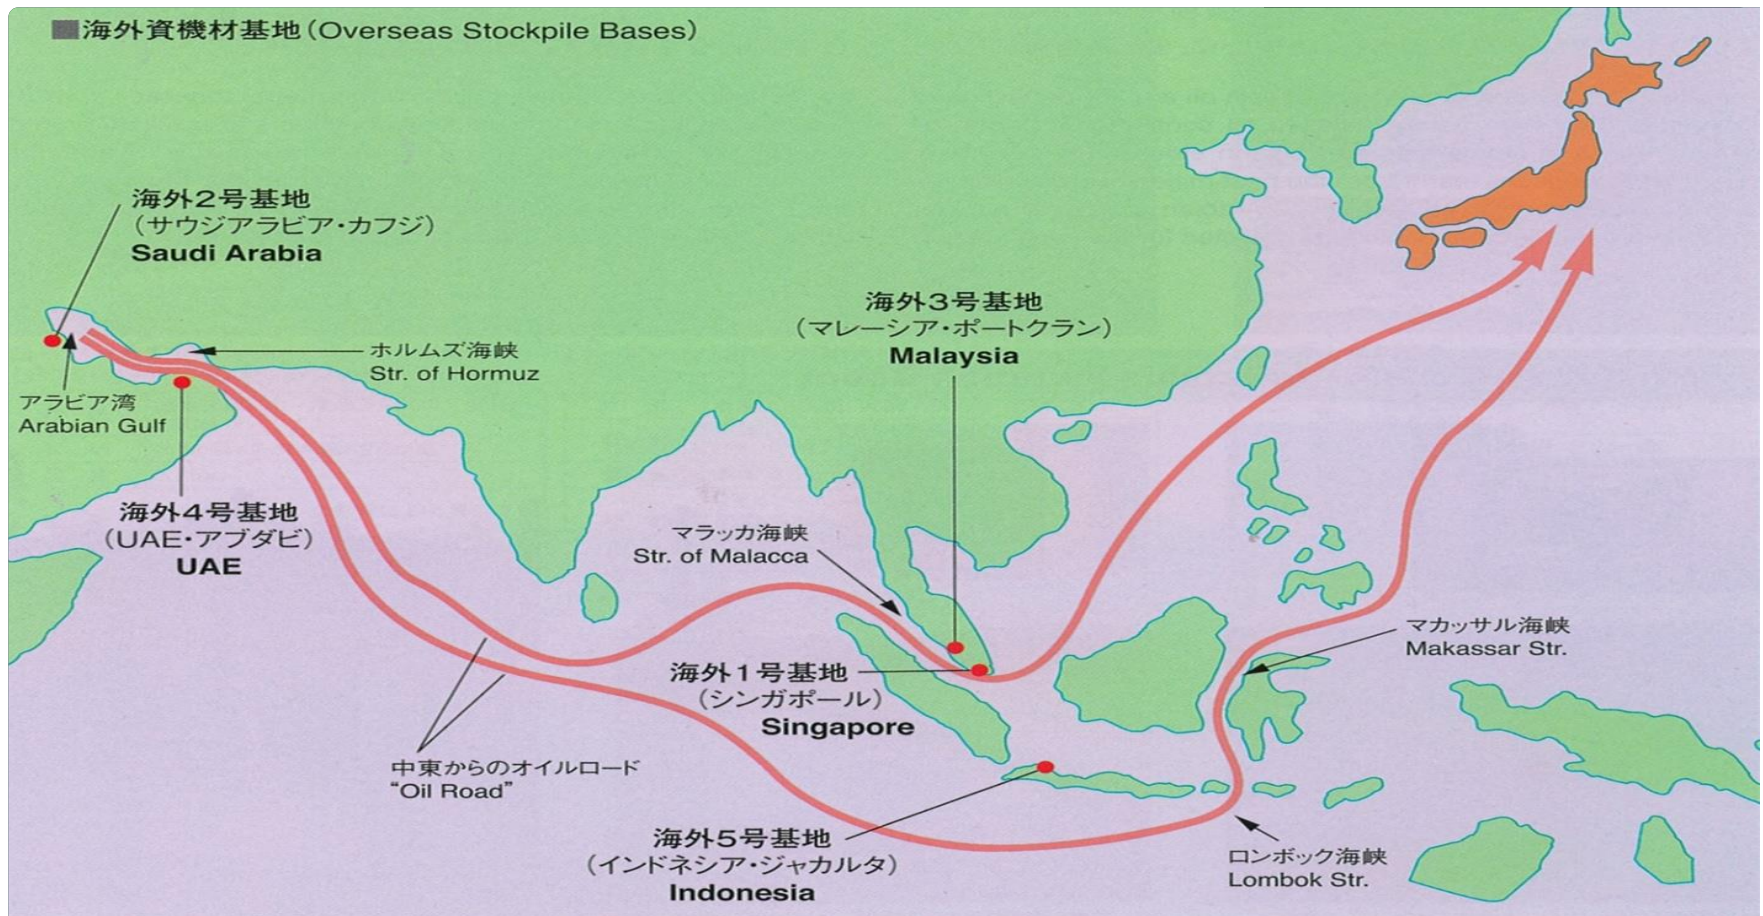 ■海外資機材基地(Overseas Stockpile Bases)
海外2号基地
(サウジアラビア・カフジ)
Saudi Arabia
海外3号基地
(マレーシア・ポートクラン)
Malaysia
ホルムズ海峡
Str. of Hormuz
アラビア湾
Arabian Gulf
海外4号基地
(UAE・アブダビ)
UAE
マラッカ海峡
Str. of Malacca
マカッサル海峡
Makassar Str.
海外1号基地
(シンガポール)
Singapore
中東からのオイルロード
“Oil Road”
海外5号基地
(インドネシア・ジャカルタ)
Indonesia
ロンボック海峡
Lombok Str.